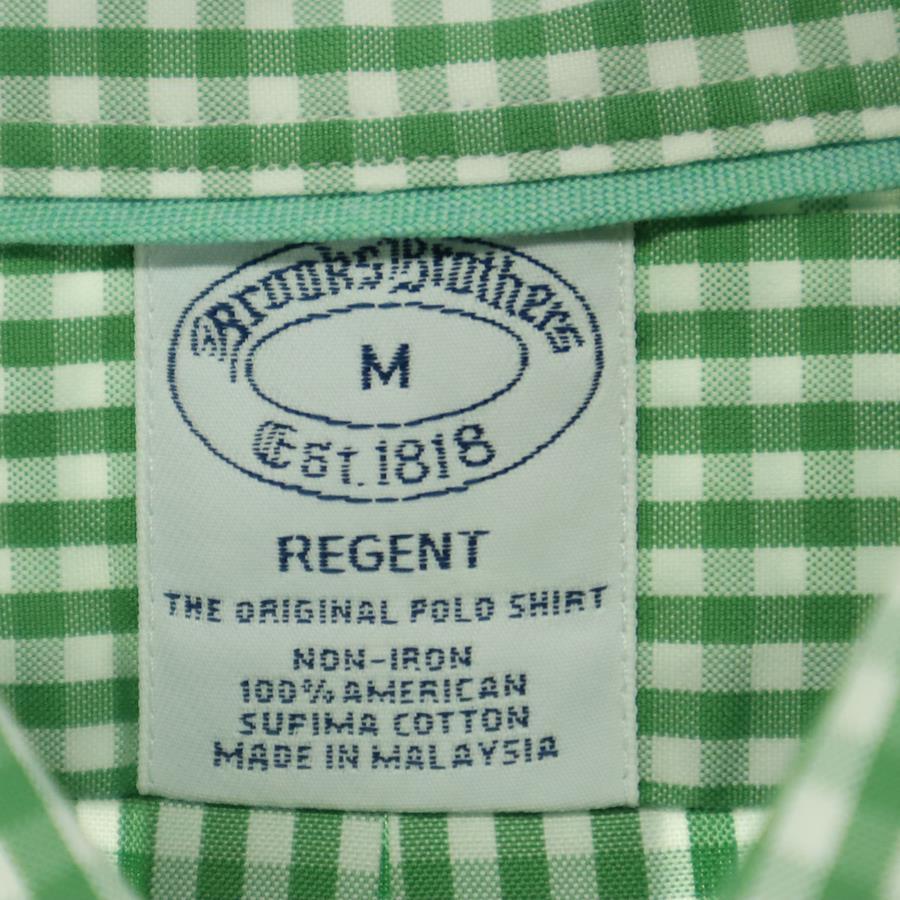 Brooks Brothers
M
Est. 1818
REGENT
THE ORIGINAL POLO SHIRT
NON-IRON
100% AMERICAN
SUPIMA COTTON
MADE IN MALAYSIA